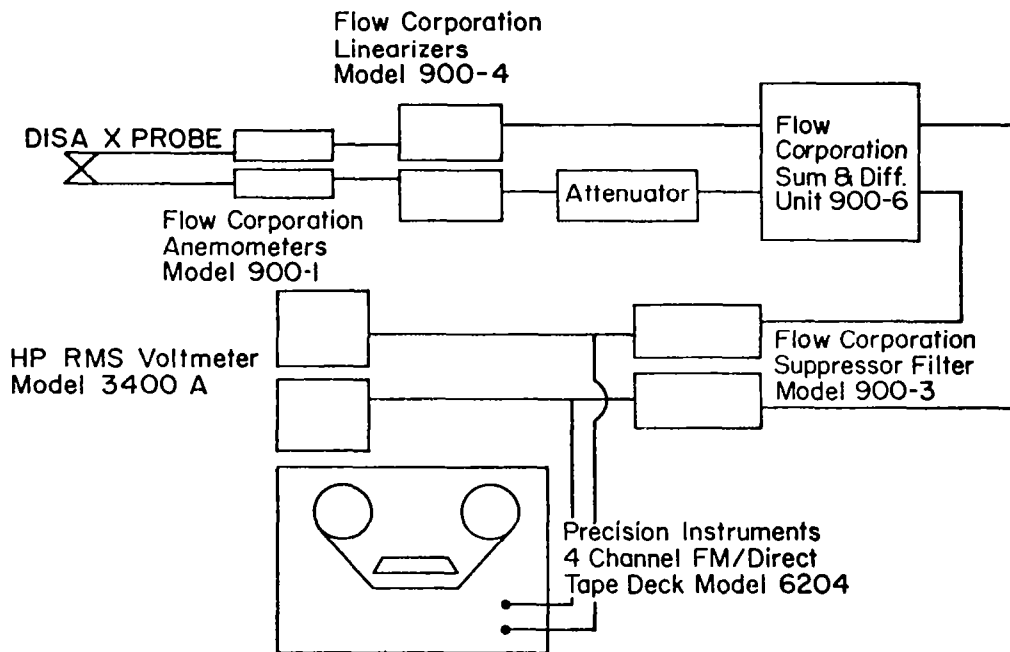 Flow Corporation
Linearizers
Model 900-4
DISA X PROBE
Flow
Corporation
Sum & Diff.
Unit 900-6
Attenuator
Flow Corporation
Anemometers
Model 900-1
HP RMS Voltmeter
Model 3400 A
Flow Corporation
Suppressor Filter
Model 900-3
Precision Instruments
4 Channel FM/Direct
Tape Deck Model 6204